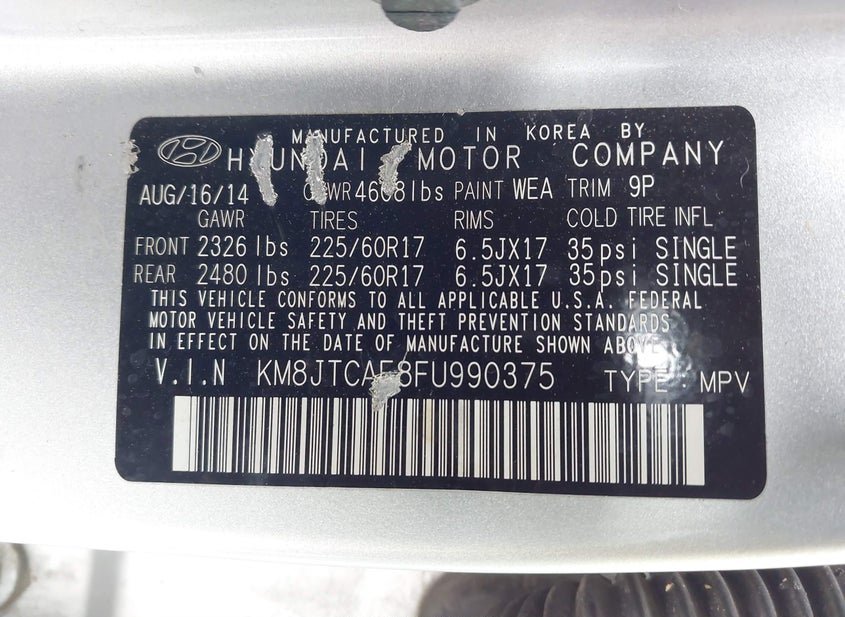 MANUFACTURED IN KOREA BY
HYUNDAI MOTOR COMPANY
AUG/16/14 GVWR 4608lbs PAINT WEA TRIM 9P
GAWR TIRES RIMS COLD TIRE INFL
FRONT 2326 lbs 225/60R17 6.5JX17 35psi SINGLE
REAR 2480 lbs 225/60R17 6.5JX17 35psi SINGLE
THIS VEHICLE CONFORMS TO ALL APPLICABLE U.S.A. FEDERAL
MOTOR VEHICLE SAFETY AND THEFT PREVENTION STANDARDS
IN EFFECT ON THE DATE OF MANUFACTURE SHOWN ABOVE.
V.I.N KM8JTCAF8FU990375 TYPE: MPV